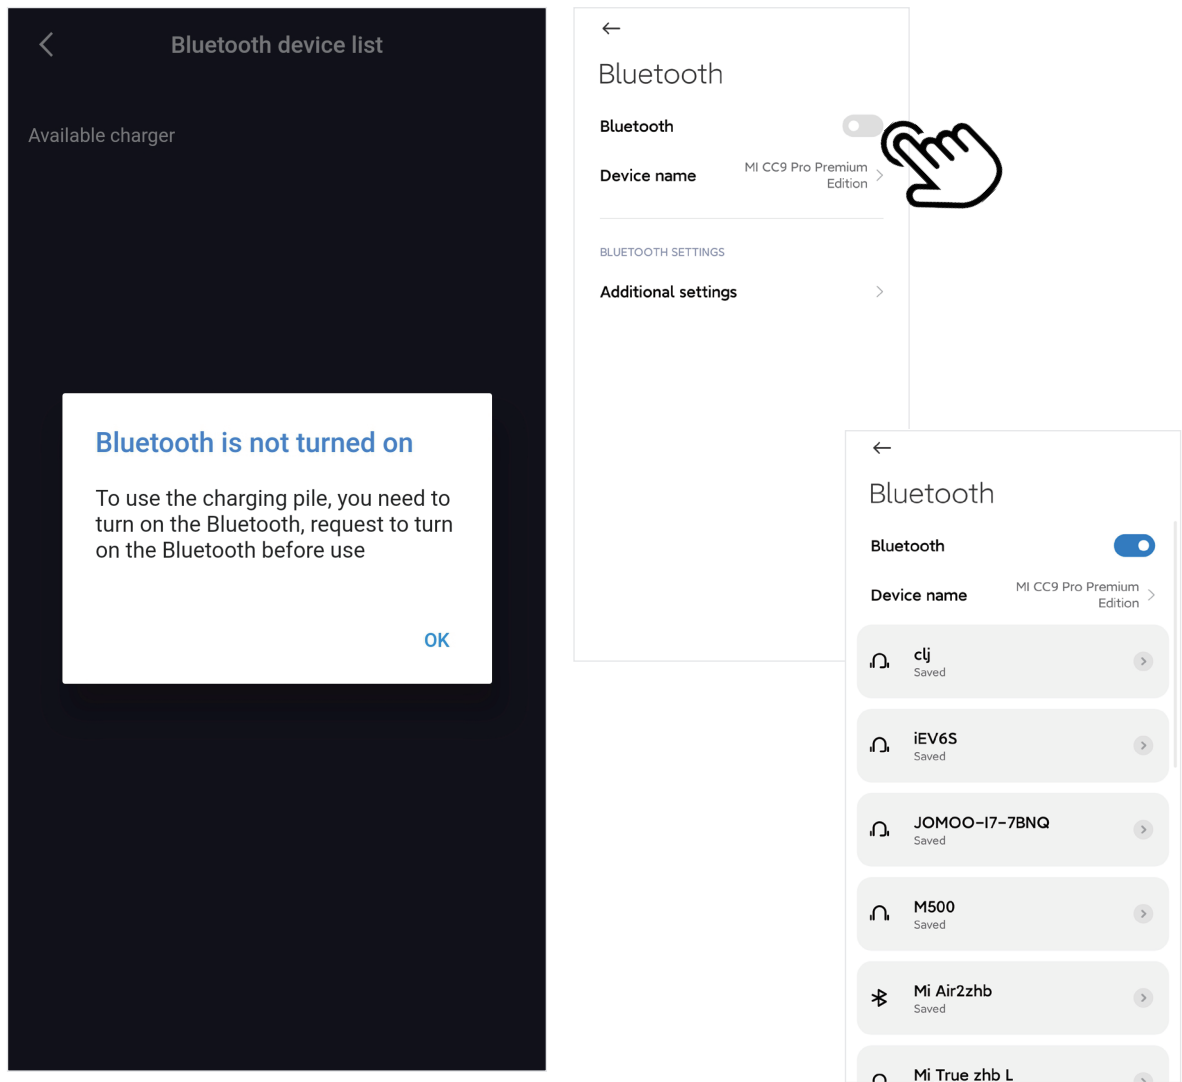 Bluetooth device list
Available charger
Bluetooth is not turned on
To use the charging pile, you need to
turn on the Bluetooth, request to turn
on the Bluetooth before use
OK
Bluetooth
Bluetooth
Device name
MI CC9 Pro Premium
Edition
BLUETOOTH SETTINGS
Additional settings
Bluetooth
Bluetooth
Device name
MI CC9 Pro Premium
Edition
clj
Saved
iEV6S
Saved
JOMOO-I7-7BNQ
Saved
M500
Saved
Mi Air2zhb
Saved
Mi True zhb L